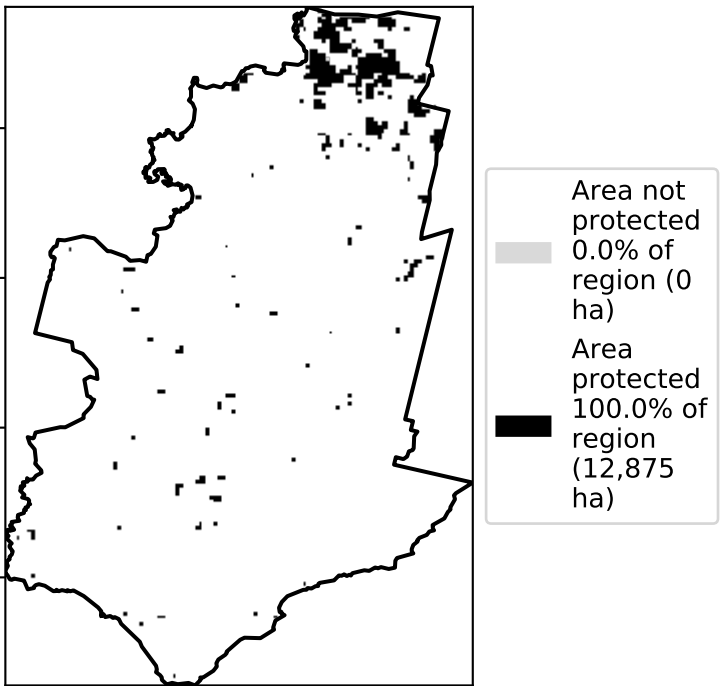 Area not
protected
0.0% of
region (0
ha)
Area
protected
100.0% of
region
(12,875
ha)